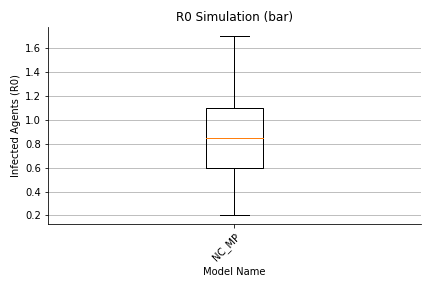 R0 Simulation (bar)
Infected Agents (R0)
1.6
1.4
1.2
1.0
0.8
0.6
0.4
0.2
NC_MP
Model Name